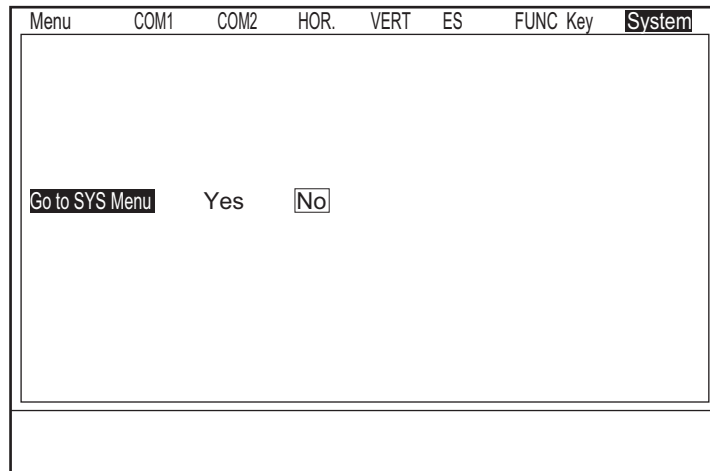 Menu COM1 COM2 HOR. VERT ES FUNC Key System
Go to SYS Menu Yes No